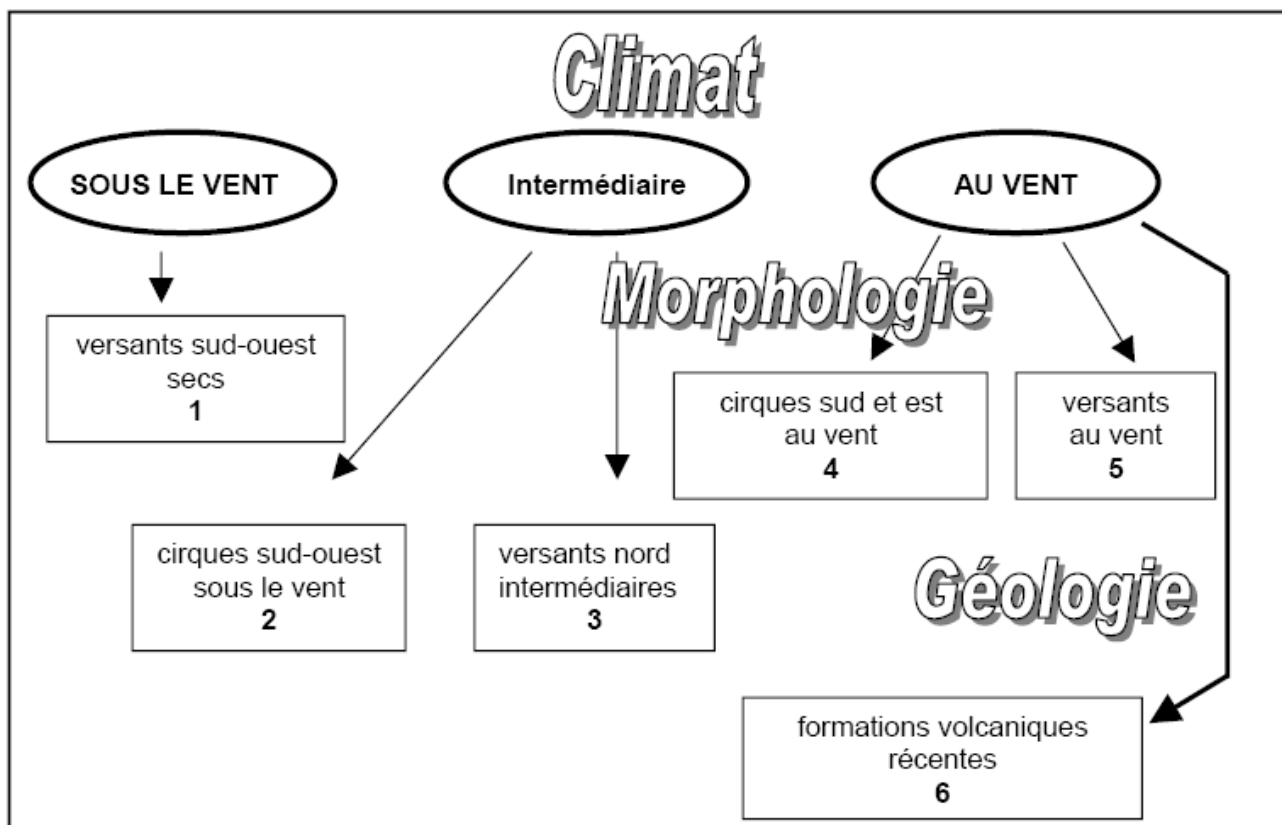 Climat
SOUS LE VENT
Intermédiaire
AU VENT
Morphologie
versants sud-ouest
secs
1
cirques sud et est
au vent
4
versants
au vent
5
cirques sud-ouest
sous le vent
2
versants nord
intermédiaires
3
Géologie
formations volcaniques
récentes
6